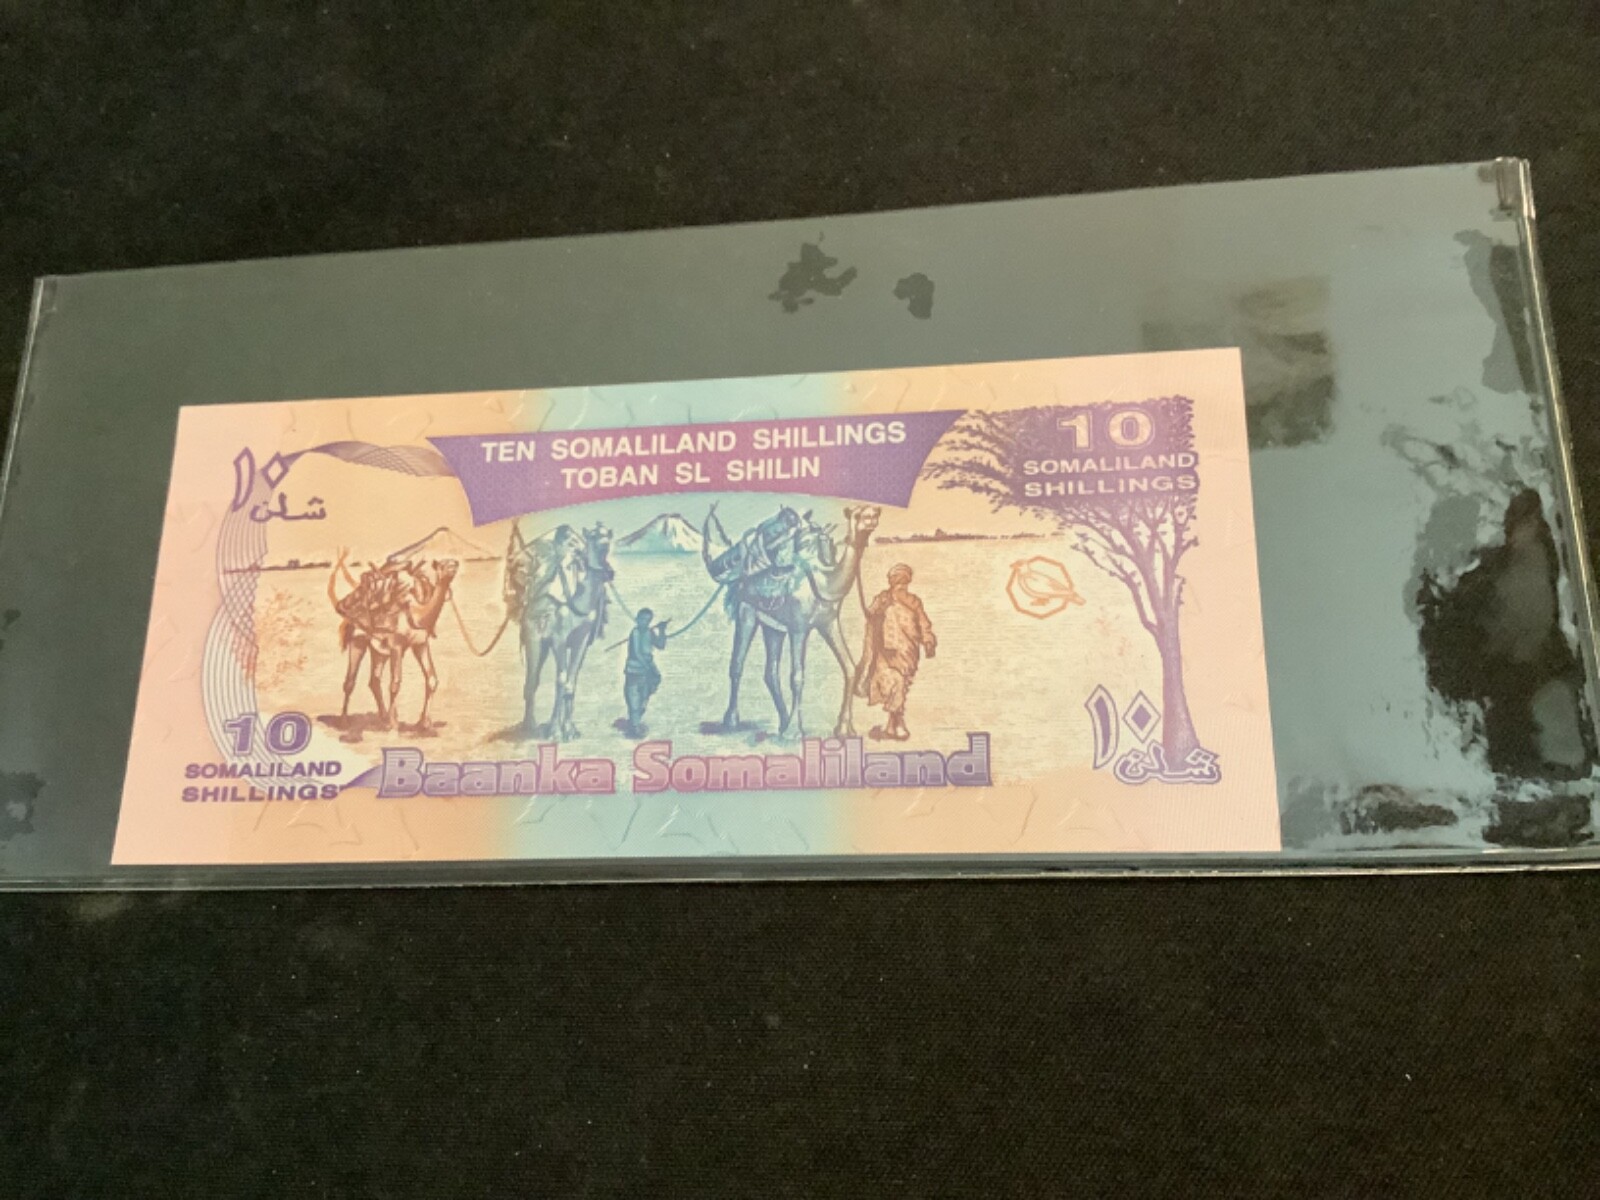 TEN SOMALILAND SHILLINGS
TOBAN SL SHILIN
10
SOMALILAND
SHILLINGS
١٠
شلن
10
SOMALILAND
SHILLINGS
Baanka Somaliland
١٠
شلن